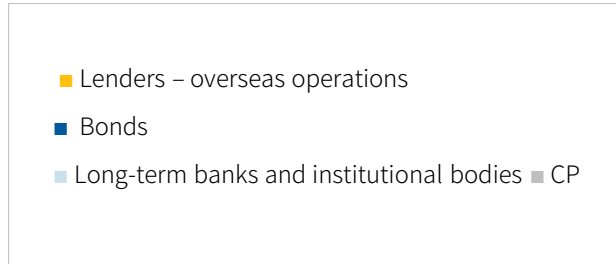 Lenders – overseas operations
Bonds
Long-term banks and institutional bodies CP